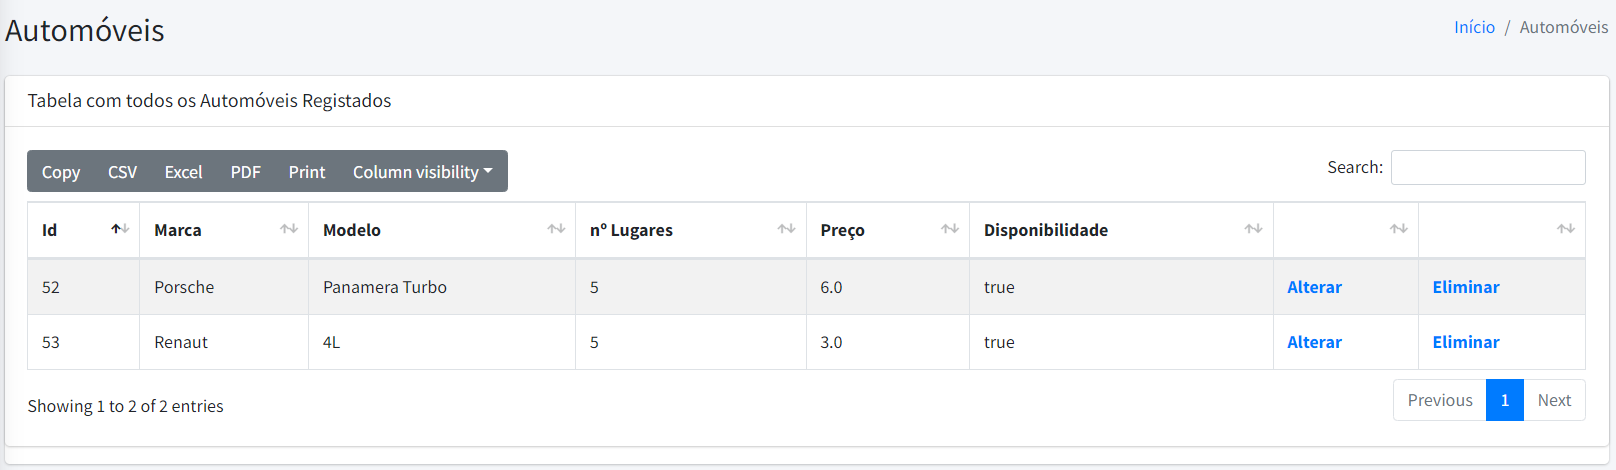 Automóveis
Início / Automóveis
Tabela com todos os Automóveis Registados
Copy CSV Excel PDF Print Column visibility
Search:
Id Marca Modelo nº Lugares Preço Disponibilidade
52 Porsche Panamera Turbo 5 6.0 true Alterar Eliminar
53 Renaut 4L 5 3.0 true Alterar Eliminar
Showing 1 to 2 of 2 entries
Previous 1 Next